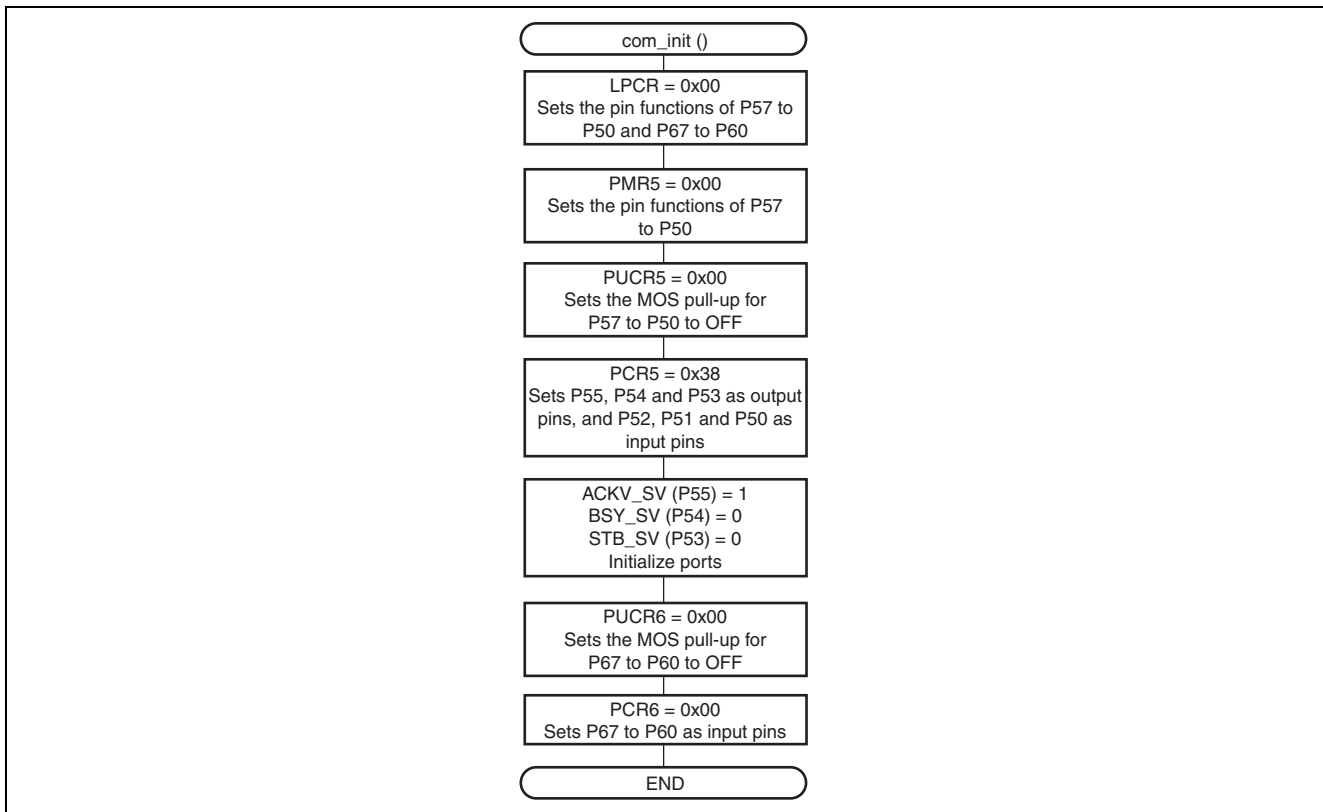 com_init ()
LPCR = 0x00
Sets the pin functions of P57 to
P50 and P67 to P60
PMR5 = 0x00
Sets the pin functions of P57
to P50
PUCR5 = 0x00
Sets the MOS pull-up for
P57 to P50 to OFF
PCR5 = 0x38
Sets P55, P54 and P53 as output
pins, and P52, P51 and P50 as
input pins
ACKV_SV (P55) = 1
BSY_SV (P54) = 0
STB_SV (P53) = 0
Initialize ports
PUCR6 = 0x00
Sets the MOS pull-up for
P67 to P60 to OFF
PCR6 = 0x00
Sets P67 to P60 as input pins
END